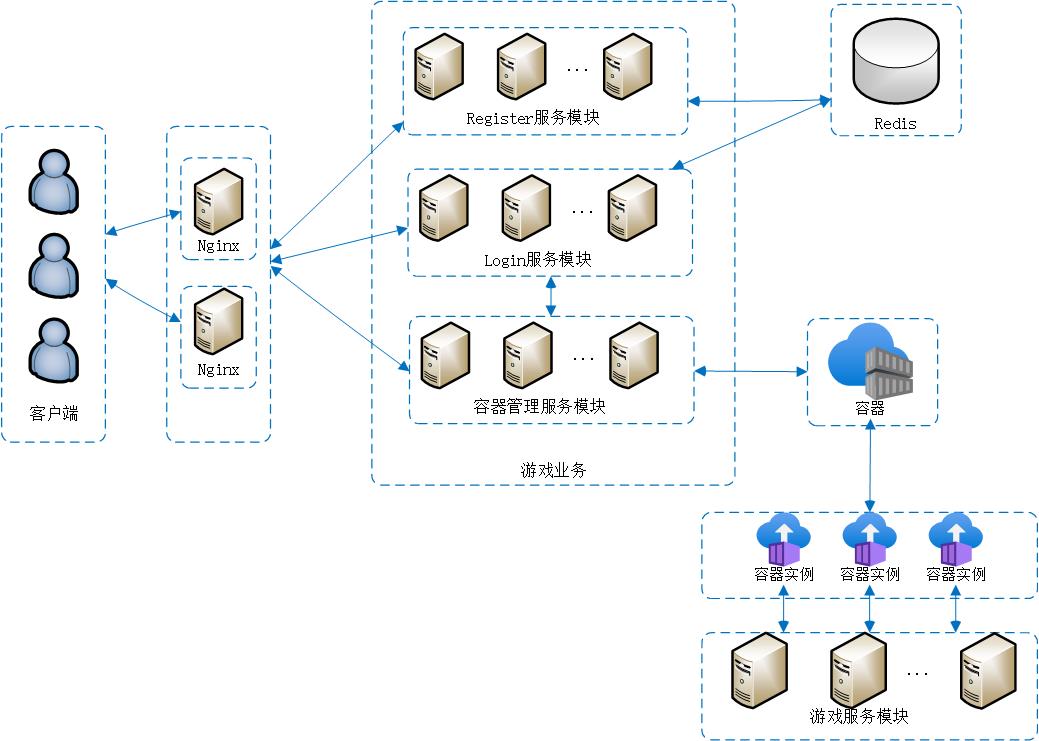 Register服务模块
Redis
Nginx
Login服务模块
Nginx
客户端
容器管理服务模块
容器
游戏业务
容器实例
容器实例
容器实例
游戏服务模块